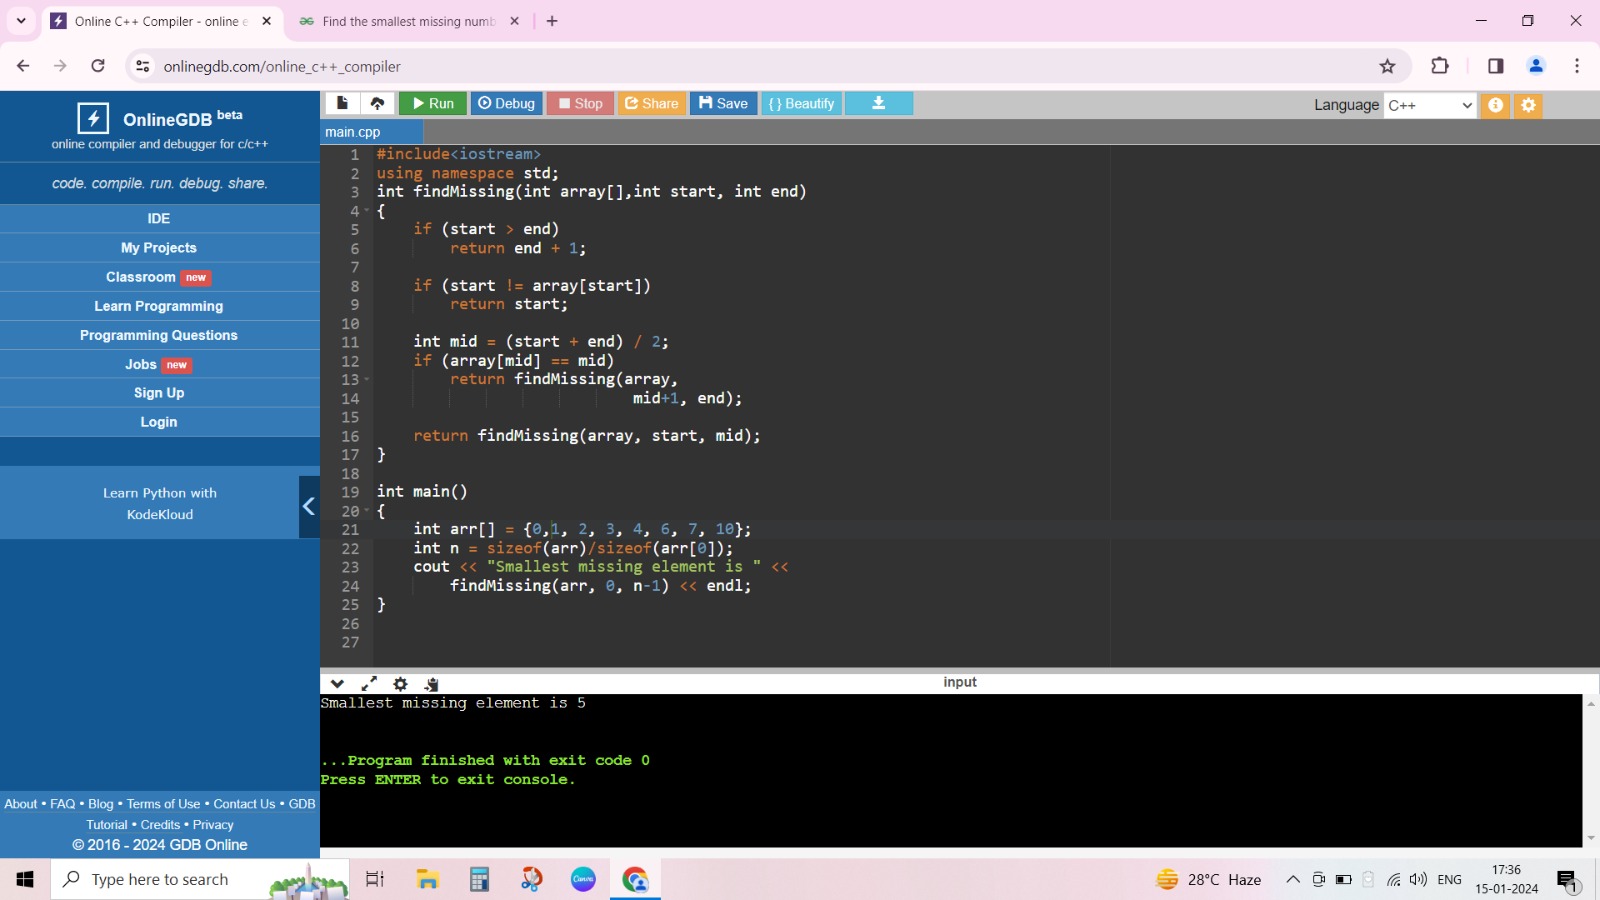 Online C++ Compiler - online e
Find the smallest missing numb
onlinegdb.com/online_c++_compiler
OnlineGDB beta
online compiler and debugger for c/c++
code. compile. run. debug. share.
IDE
My Projects
Classroom new
Learn Programming
Programming Questions
Jobs new
Sign Up
Login
Learn Python with
KodeKloud
About • FAQ • Blog • Terms of Use • Contact Us • GDB
Tutorial • Credits • Privacy
© 2016 - 2024 GDB Online
Run Debug Stop Share Save { } Beautify
Language C++
main.cpp
1 #include<iostream>
2 using namespace std;
3 int findMissing(int array[],int start, int end)
4 {
5     if (start > end)
6         return end + 1;
7
8     if (start != array[start])
9         return start;
10
11     int mid = (start + end) / 2;
12     if (array[mid] == mid)
13         return findMissing(array,
14                             mid+1, end);
15
16     return findMissing(array, start, mid);
17 }
18
19 int main()
20 {
21     int arr[] = {0,1, 2, 3, 4, 6, 7, 10};
22     int n = sizeof(arr)/sizeof(arr[0]);
23     cout << "Smallest missing element is " <<
24         findMissing(arr, 0, n-1) << endl;
25 }
26
27
input
Smallest missing element is 5
...Program finished with exit code 0
Press ENTER to exit console.
Type here to search
Canva
28°C Haze
ENG
17:36
15-01-2024
1